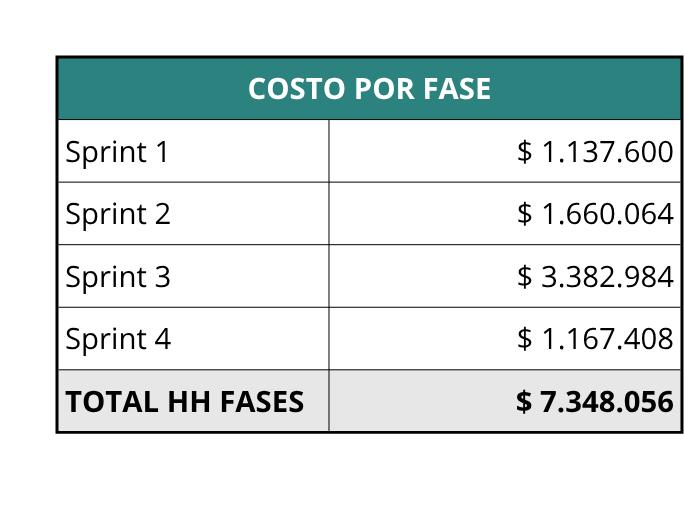 COSTO POR FASE
Sprint 1 $ 1.137.600
Sprint 2 $ 1.660.064
Sprint 3 $ 3.382.984
Sprint 4 $ 1.167.408
TOTAL HH FASES $ 7.348.056